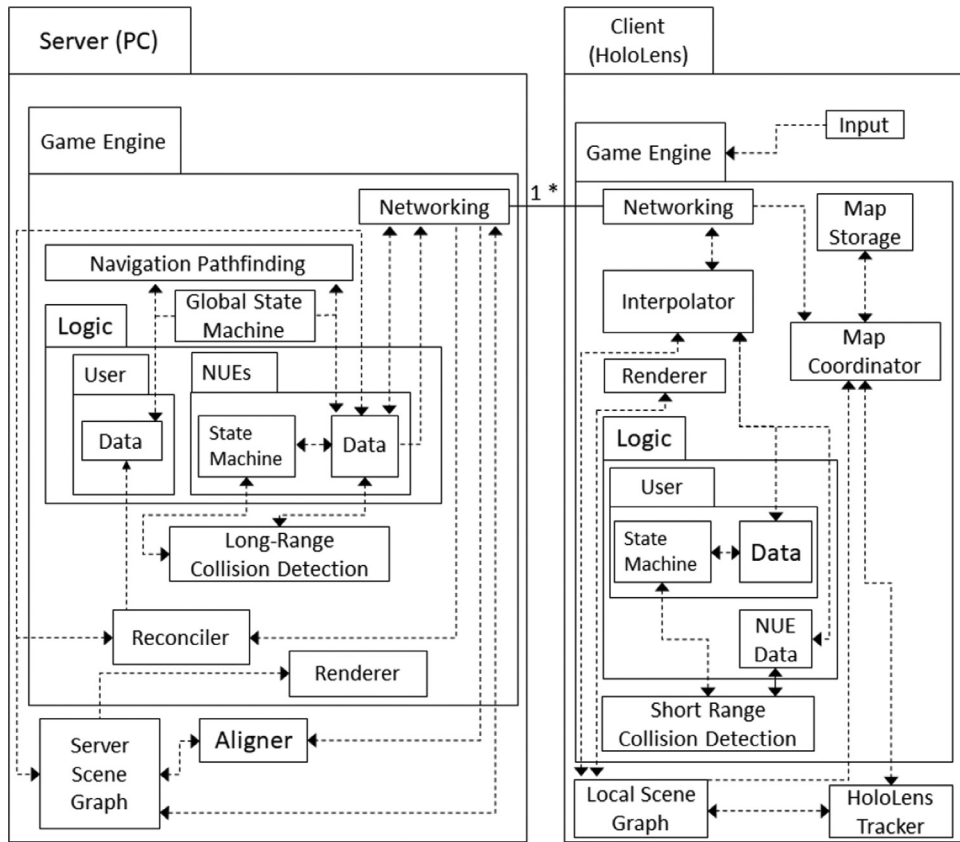 Server (PC)
Game Engine
Networking
Navigation Pathfinding
Global State
Machine
Logic
User
NUEs
Data
State
Machine
Data
Long-Range
Collision Detection
Reconciler
Renderer
Server
Scene
Graph
Aligner
1 *
Client
(HoloLens)
Input
Game Engine
Networking
Map
Storage
Interpolator
Map
Coordinator
Renderer
Logic
User
State
Machine
Data
NUE
Data
Short Range
Collision Detection
Local Scene
Graph
HoloLens
Tracker